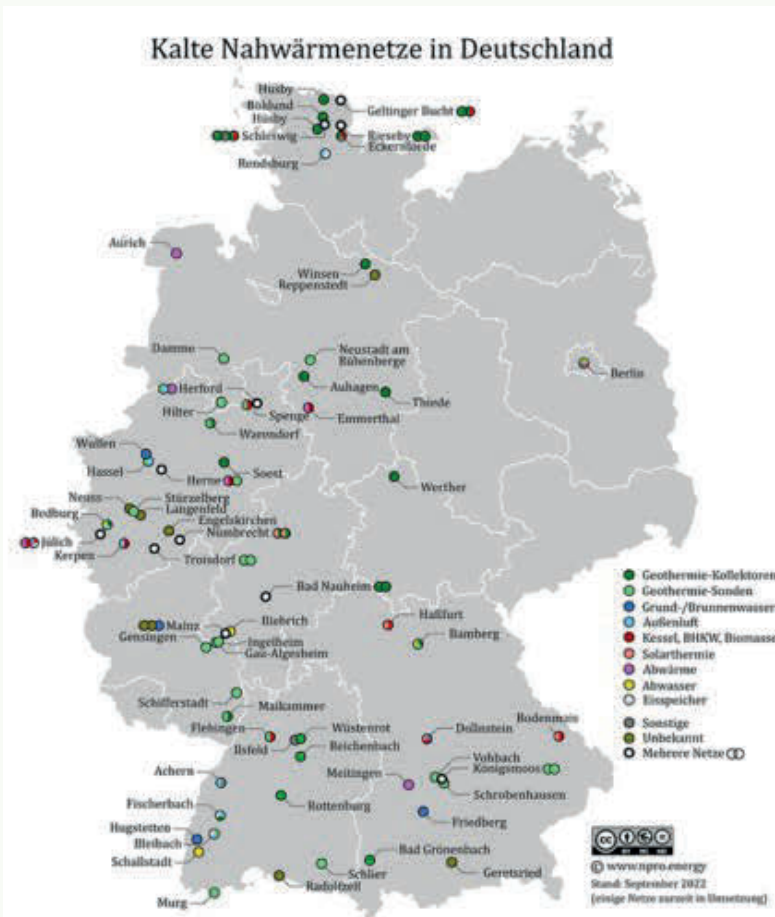 Kalte Nahwärmenetze in Deutschland
Husby
Böklund
Husby
Geltinger Bucht
Schleswig
Rieseby
Eckernförde
Rendsburg
Aurich
Winsen
Reppenstedt
Damme
Neustadt am
Rübenberge
Berlin
Auhagen
Herford
Thiede
Hilter
Spenge
Emmerthal
Warendorf
Wulfen
Hassel
Soest
Herne
Werther
Neuss
Stürzelberg
Langenfeld
Bedburg
Engelskirchen
Nümbrecht
Jülich
Kerpen
Troisdorf
Bad Nauheim
Haßfurt
Mainz
Biebrich
Bamberg
Gensingen
Ingelheim
Gau-Algesheim
Schifferstadt
Maikammer
Flehingen
Wüstenrot
Dollnstein
Bodenmais
Ilsfeld
Reichenbach
Vohbach
Königsmoos
Achern
Meitingen
Schrobenhausen
Fischerbach
Rottenburg
Friedberg
Hugstetten
Bleibach
Schallstadt
Bad Grönenbach
Schlier
Geretsried
Radolfzell
Murg
Geothermie-Kollektoren
Geothermie-Sonden
Grund-/Brunnenwasser
Außenluft
Kessel, BHKW, Biomasse
Solarthermie
Abwärme
Abwasser
Eisspeicher
Sonstige
Unbekannt
Mehrere Netze
cc
© www.npro.energy
Stand: September 2022
(einige Netze zurzeit in Umsetzung)